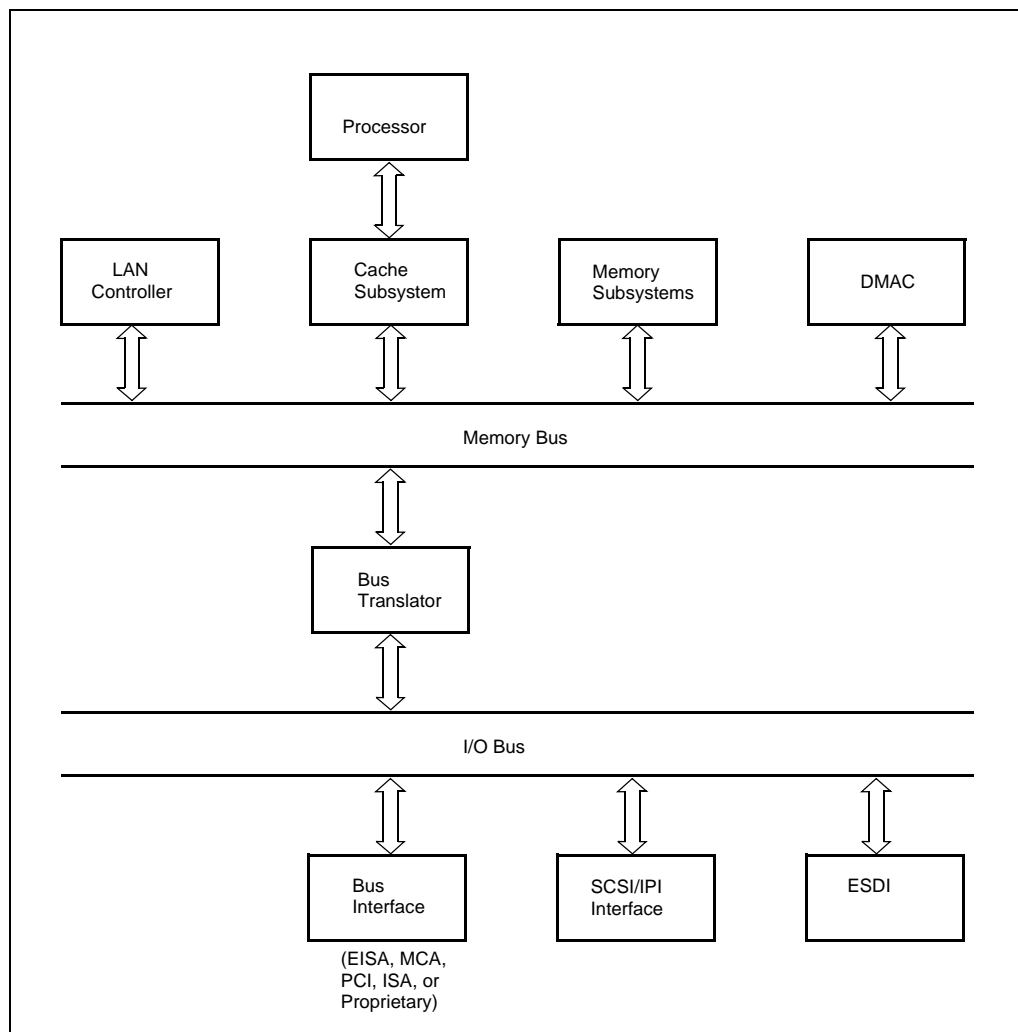 Processor
LAN
Controller
Cache
Subsystem
Memory
Subsystems
DMAC
Memory Bus
Bus
Translator
I/O Bus
Bus
Interface
(EISA, MCA,
PCI, ISA, or
Proprietary)
SCSI/IPI
Interface
ESDI